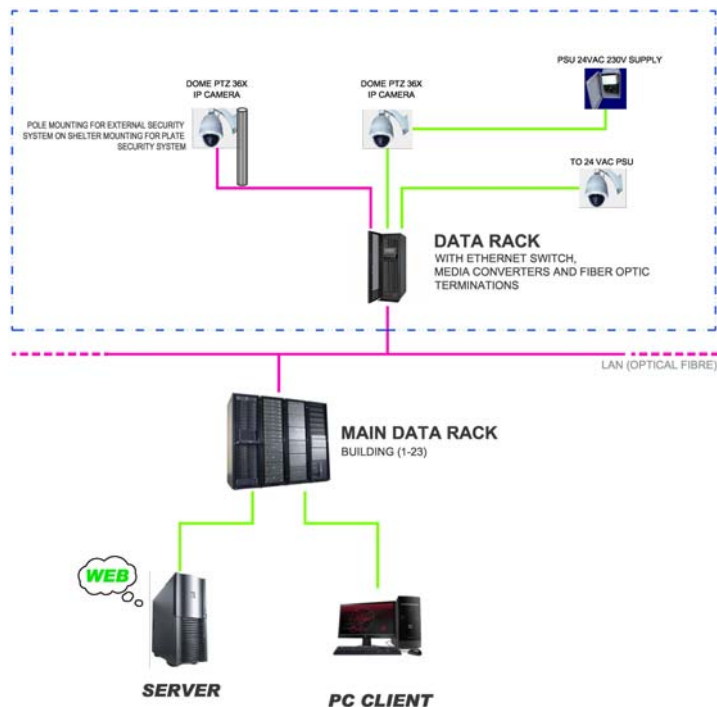 PSU 24VAC 230V SUPPLY
DOME PTZ 36X
IP CAMERA
DOME PTZ 36X
IP CAMERA
POLE MOUNTING FOR EXTERNAL SECURITY
SYSTEM ON SHELTER MOUNTING FOR PLATE
SECURITY SYSTEM
TO 24 VAC PSU
DATA RACK
WITH ETHERNET SWITCH,
MEDIA CONVERTERS AND FIBER OPTIC
TERMINATIONS
LAN (OPTICAL FIBRE)
MAIN DATA RACK
BUILDING (1-23)
WEB
SERVER
PC CLIENT